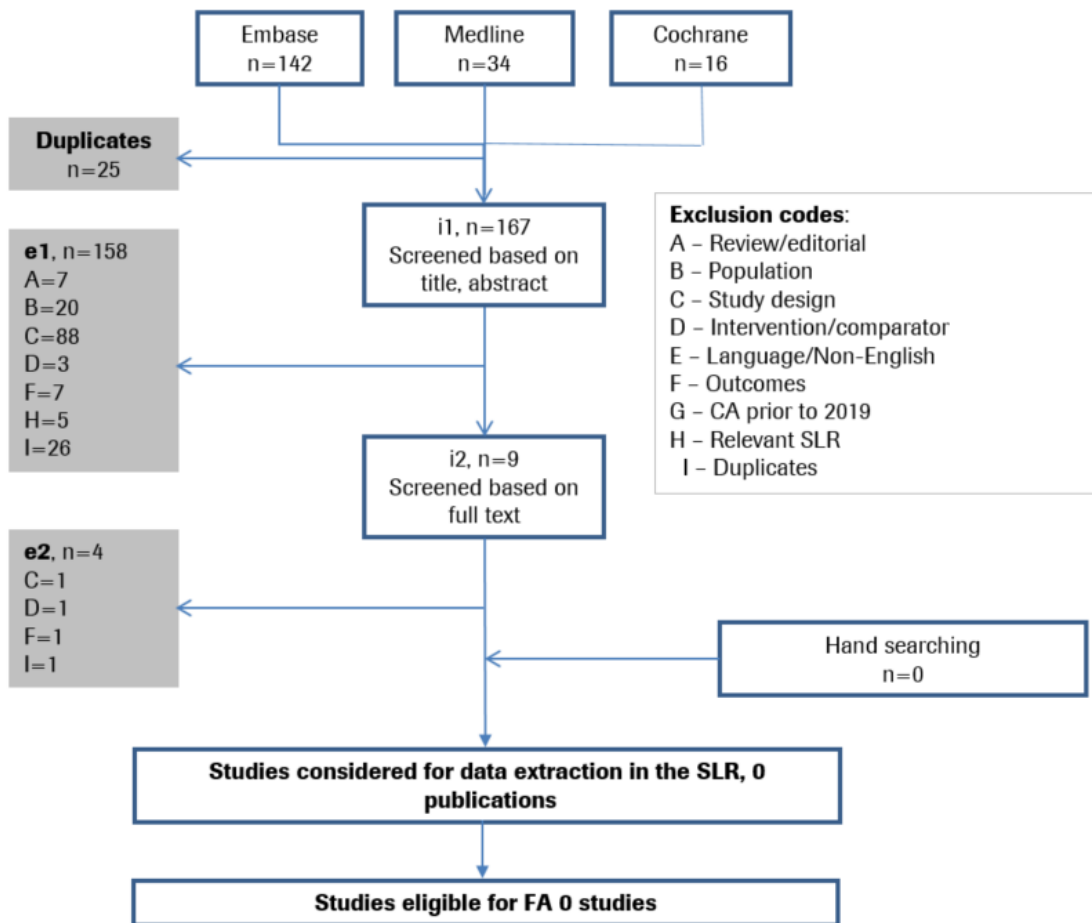 Embase
n=142
Medline
n=34
Cochrane
n=16
Duplicates
n=25
i1, n=167
Screened based on
title, abstract
Exclusion codes:
A – Review/editorial
B – Population
C – Study design
D – Intervention/comparator
E – Language/Non-English
F – Outcomes
G – CA prior to 2019
H – Relevant SLR
I – Duplicates
e1, n=158
A=7
B=20
C=88
D=3
F=7
H=5
I=26
i2, n=9
Screened based on
full text
e2, n=4
C=1
D=1
F=1
I=1
Hand searching
n=0
Studies considered for data extraction in the SLR, 0
publications
Studies eligible for FA 0 studies